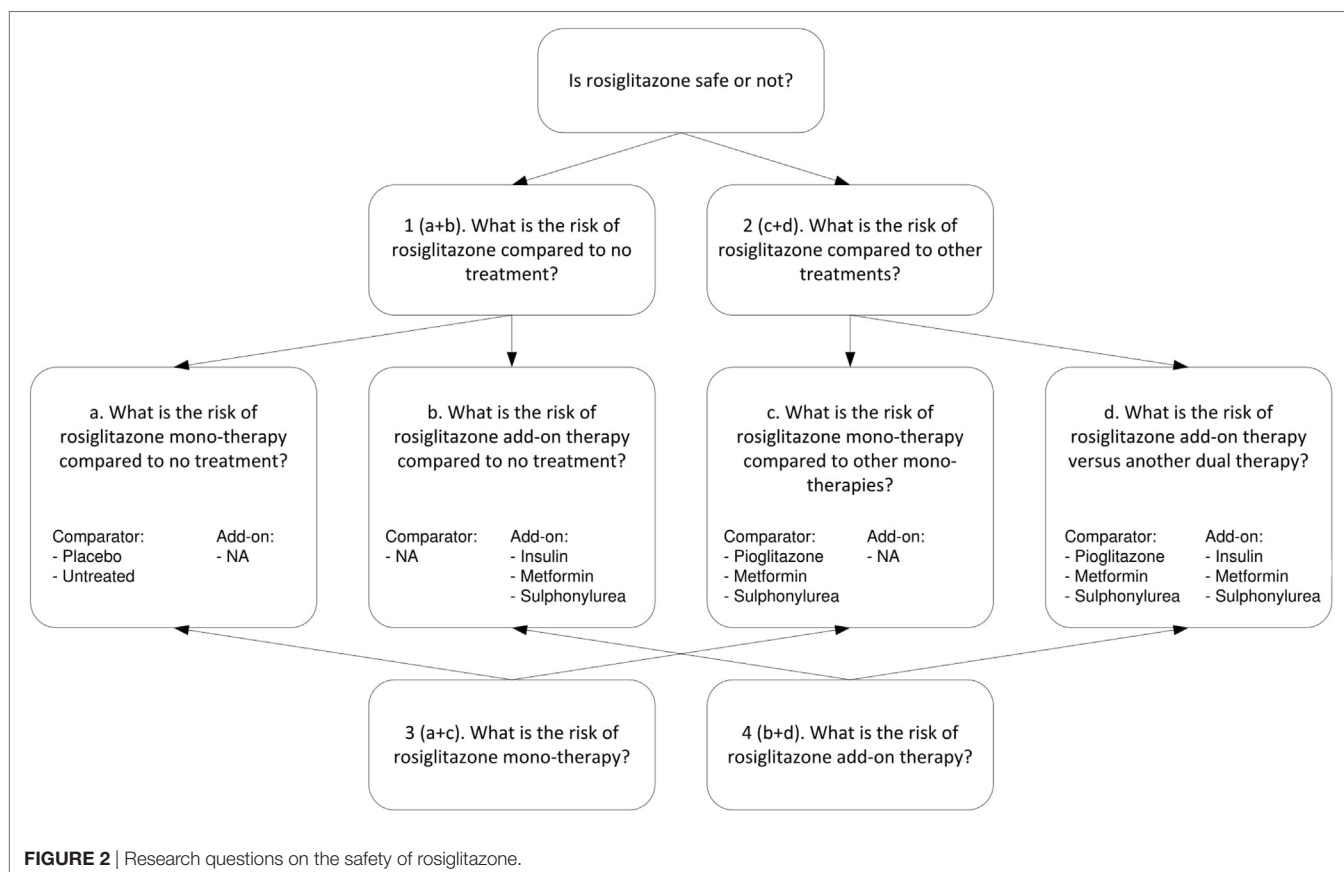 Is rosiglitazone safe or not?
1 (a+b). What is the risk of
rosiglitazone compared to no
treatment?
2 (c+d). What is the risk of
rosiglitazone compared to other
treatments?
a. What is the risk of
rosiglitazone mono-therapy
compared to no treatment?
Comparator:
- Placebo
- Untreated
Add-on:
- NA
b. What is the risk of
rosiglitazone add-on therapy
compared to no treatment?
Comparator:
- NA
Add-on:
- Insulin
- Metformin
- Sulphonylurea
c. What is the risk of
rosiglitazone mono-therapy
compared to other mono-
therapies?
Comparator:
- Pioglitazone
- Metformin
- Sulphonylurea
Add-on:
- NA
d. What is the risk of
rosiglitazone add-on therapy
versus another dual therapy?
Comparator:
- Pioglitazone
- Metformin
- Sulphonylurea
Add-on:
- Insulin
- Metformin
- Sulphonylurea
3 (a+c). What is the risk of
rosiglitazone mono-therapy?
4 (b+d). What is the risk of
rosiglitazone add-on therapy?
FIGURE 2 | Research questions on the safety of rosiglitazone.